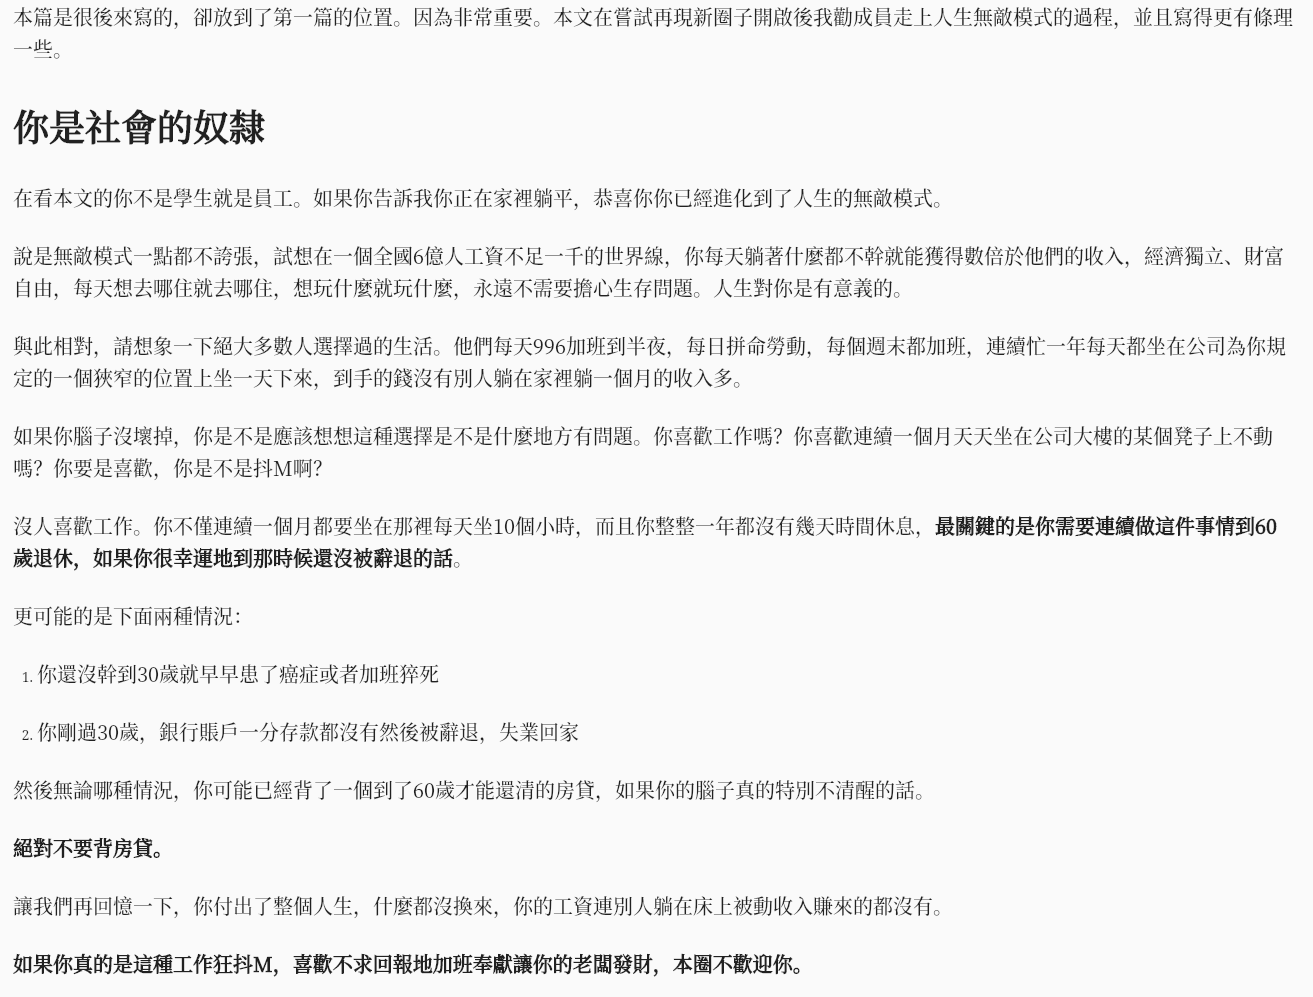 本篇是很後來寫的，卻放到了第一篇的位置。因為非常重要。本文在嘗試再現新圈子開啟後我勸成員走上人生無敵模式的過程，並且寫得更有條理
一些。
你是社會的奴隸
在看本文的你不是學生就是員工。如果你告訴我你正在家裡躺平，恭喜你你已經進化到了人生的無敵模式。
說是無敵模式一點都不誇張，試想在一個全國6億人工資不足一千的世界線，你每天躺著什麼都不幹就能獲得數倍於他們的收入，經濟獨立、財富
自由，每天想去哪住就去哪住，想玩什麼就玩什麼，永遠不需要擔心生存問題。人生對你是有意義的。
與此相對，請想象一下絕大多數人選擇過的生活。他們每天996加班到半夜，每日拼命勞動，每個週末都加班，連續忙一年每天都坐在公司為你規
定的一個狹窄的位置上坐一天下來，到手的錢沒有別人躺在家裡躺一個月的收入多。
如果你腦子沒壞掉，你是不是應該想想這種選擇是不是什麼地方有問題。你喜歡工作嗎？你喜歡連續一個月天天坐在公司大樓的某個凳子上不動
嗎？你要是喜歡，你是不是抖M啊？
沒人喜歡工作。你不僅連續一個月都要坐在那裡每天坐10個小時，而且你整整一年都沒有幾天時間休息，最關鍵的是你需要連續做這件事情到60
歲退休，如果你很幸運地到那時候還沒被辭退的話。
更可能的是下面兩種情況：
1. 你還沒幹到30歲就早早患了癌症或者加班猝死
2. 你剛過30歲，銀行賬戶一分存款都沒有然後被辭退，失業回家
然後無論哪種情況，你可能已經背了一個到了60歲才能還清的房貸，如果你的腦子真的特別不清醒的話。
絕對不要背房貸。
讓我們再回憶一下，你付出了整個人生，什麼都沒換來，你的工資連別人躺在床上被動收入賺來的都沒有。
如果你真的是這種工作狂抖M，喜歡不求回報地加班奉獻讓你的老闆發財，本圈不歡迎你。